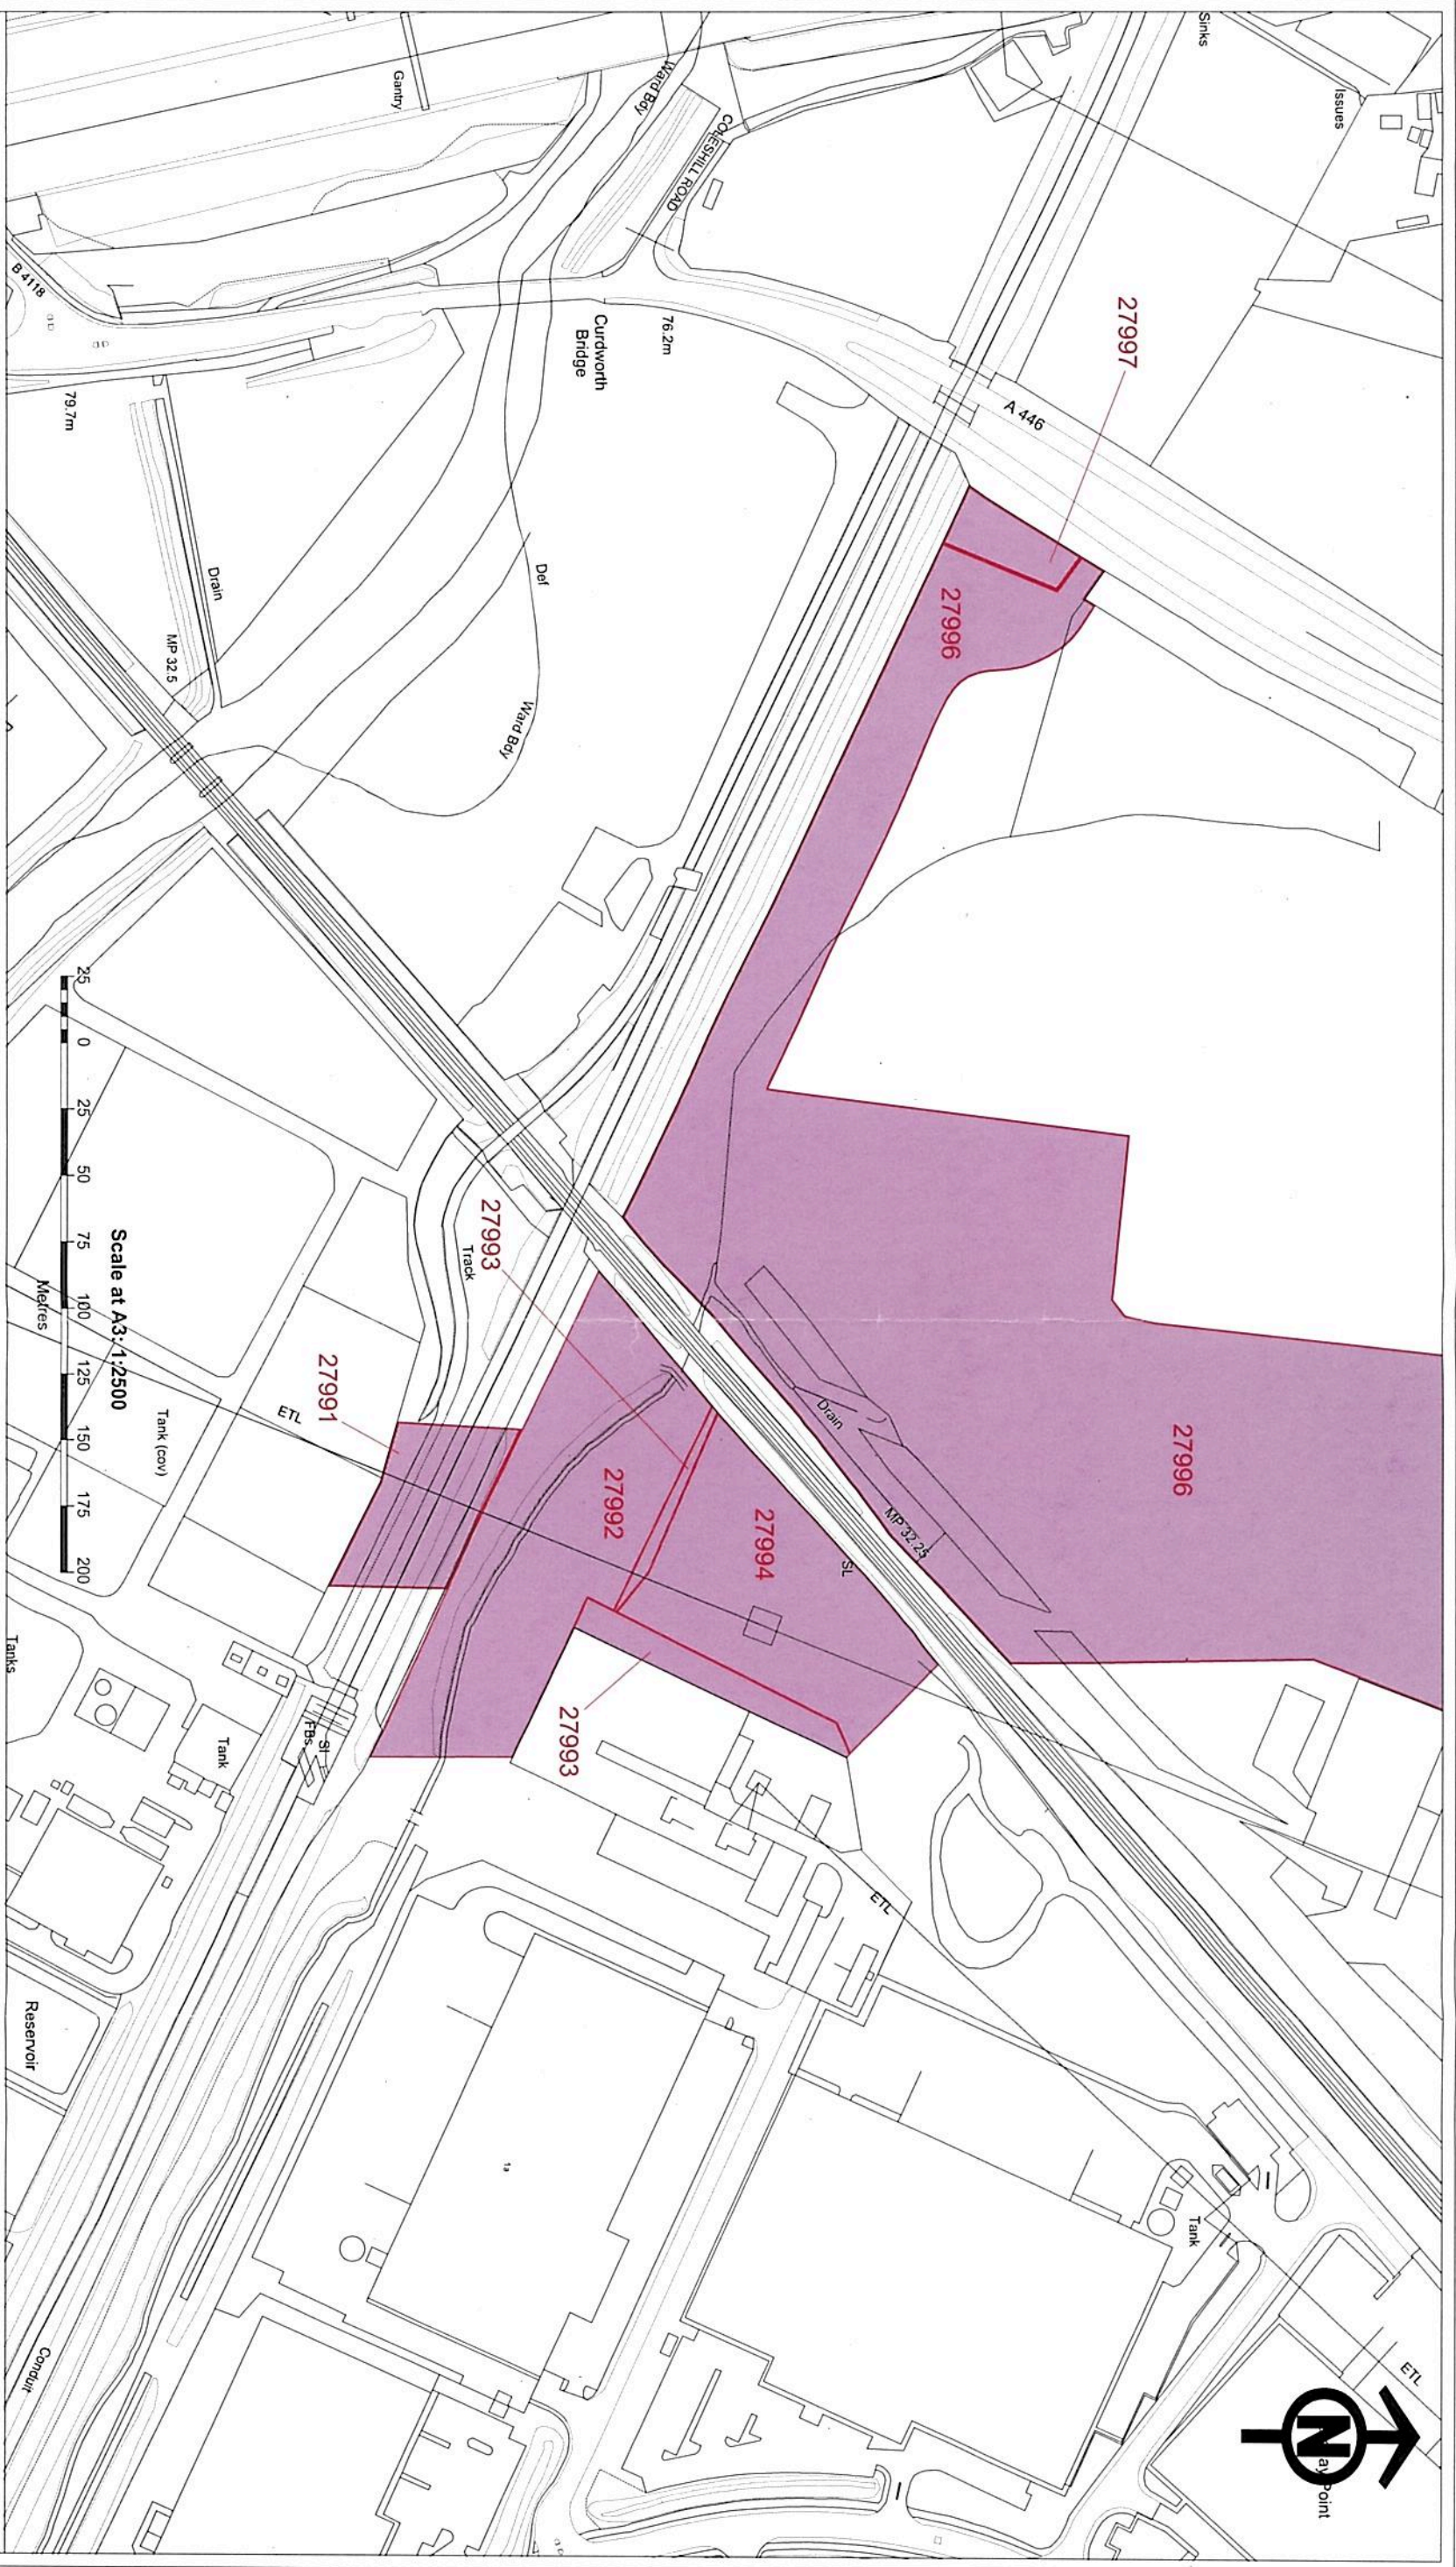 Sinks
Issues
Gantry
Ward Bdy
COLESHILL ROAD
B 4118
79.7m
Curdworth
Bridge
76.2m
A 446
27997
27996
Def
Ward Bdy
Drain
MP 32.5
27993
Track
27991
ETL
27992
27994
27993
Drain
MP 32.25
SL
27996
25 0 25 50 75 100 125 150 175 200
Scale at A3: 1:2500
Metres
Tank (cov)
Tanks
Tank
FBs
Sl
Reservoir
Conduit
1a
ETL
Tank
ETL
N
Point